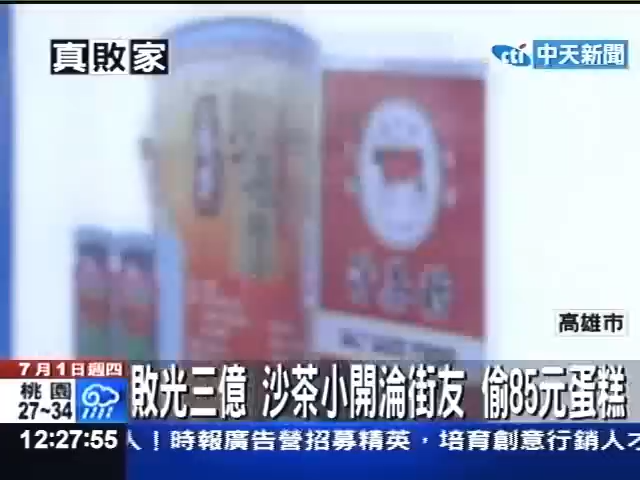 真敗家
cti 中天新聞
高雄市
7月1日週四
桃園
27~34
敗光三億 沙茶小開淪街友 偷85元蛋糕
12:27:55
人！時報廣告營招募精英，培育創意行銷人才